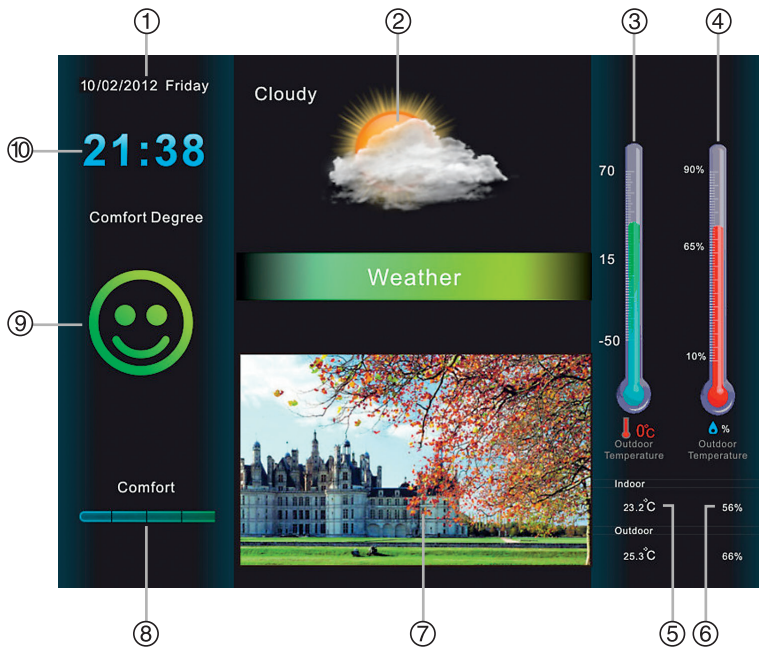 ① ② ③ ④
10/02/2012 Friday
⑩ 21:38
Comfort Degree
⑨
Comfort
⑧
Cloudy
Weather
⑦
70
15
-50
0°C
Outdoor
Temperature
90%
65%
10%
%
Outdoor
Temperature
Indoor
23.2°C 56%
Outdoor
25.3°C 66%
⑤ ⑥